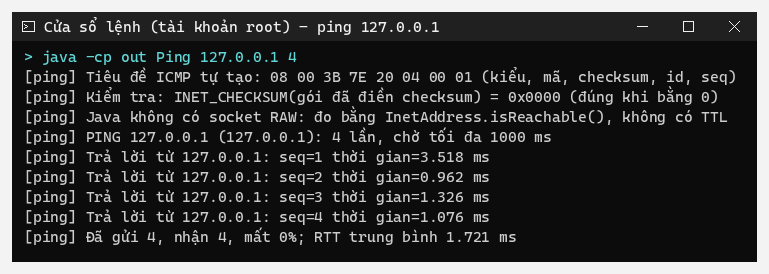 Cửa sổ lệnh (tài khoản root) — ping 127.0.0.1
> java -cp out Ping 127.0.0.1 4
[ping] Tiêu đề ICMP tự tạo: 08 00 3B 7E 20 04 00 01 (kiểu, mã, checksum, id, seq)
[ping] Kiểm tra: INET_CHECKSUM(gói đã điền checksum) = 0x0000 (đúng khi bằng 0)
[ping] Java không có socket RAW: đo bằng InetAddress.isReachable(), không có TTL
[ping] PING 127.0.0.1 (127.0.0.1): 4 lần, chờ tối đa 1000 ms
[ping] Trả lời từ 127.0.0.1: seq=1 thời gian=3.518 ms
[ping] Trả lời từ 127.0.0.1: seq=2 thời gian=0.962 ms
[ping] Trả lời từ 127.0.0.1: seq=3 thời gian=1.326 ms
[ping] Trả lời từ 127.0.0.1: seq=4 thời gian=1.076 ms
[ping] Đã gửi 4, nhận 4, mất 0%; RTT trung bình 1.721 ms